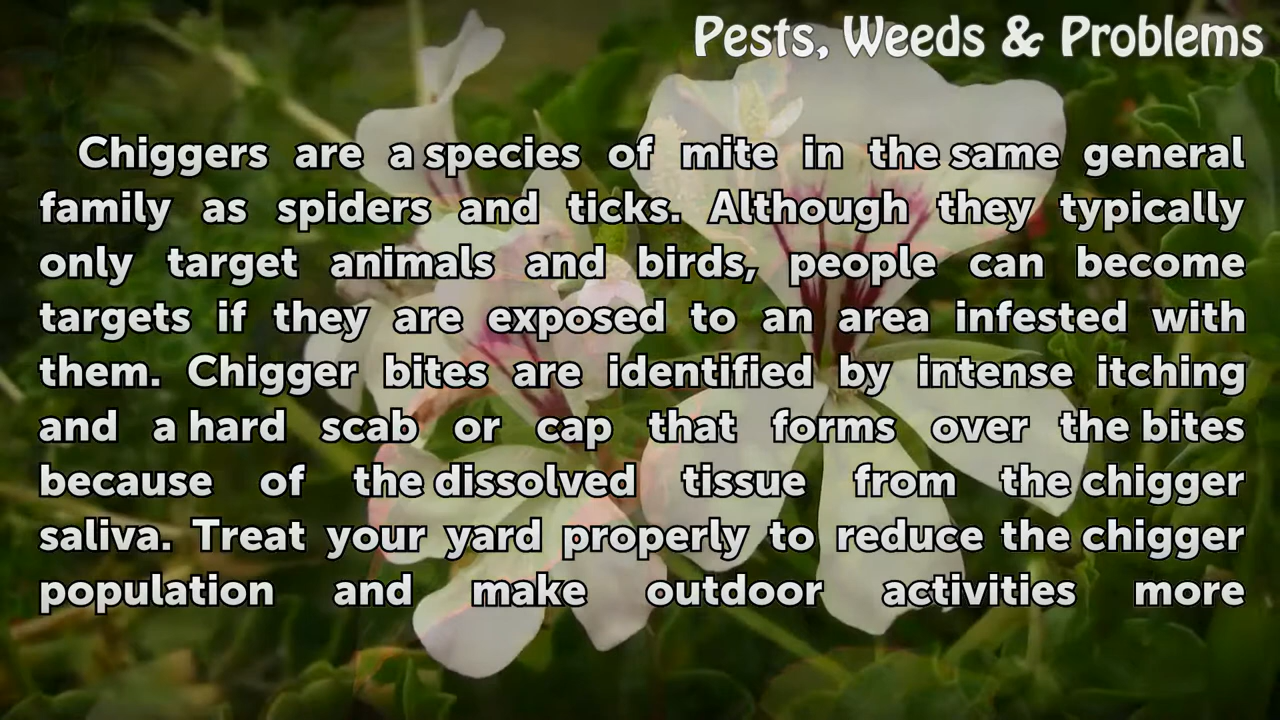 Pests, Weeds & Problems
Chiggers are a species of mite in the same general
family as spiders and ticks. Although they typically
only target animals and birds, people can become
targets if they are exposed to an area infested with
them. Chigger bites are identified by intense itching
and a hard scab or cap that forms over the bites
because of the dissolved tissue from the chigger
saliva. Treat your yard properly to reduce the chigger
population and make outdoor activities more